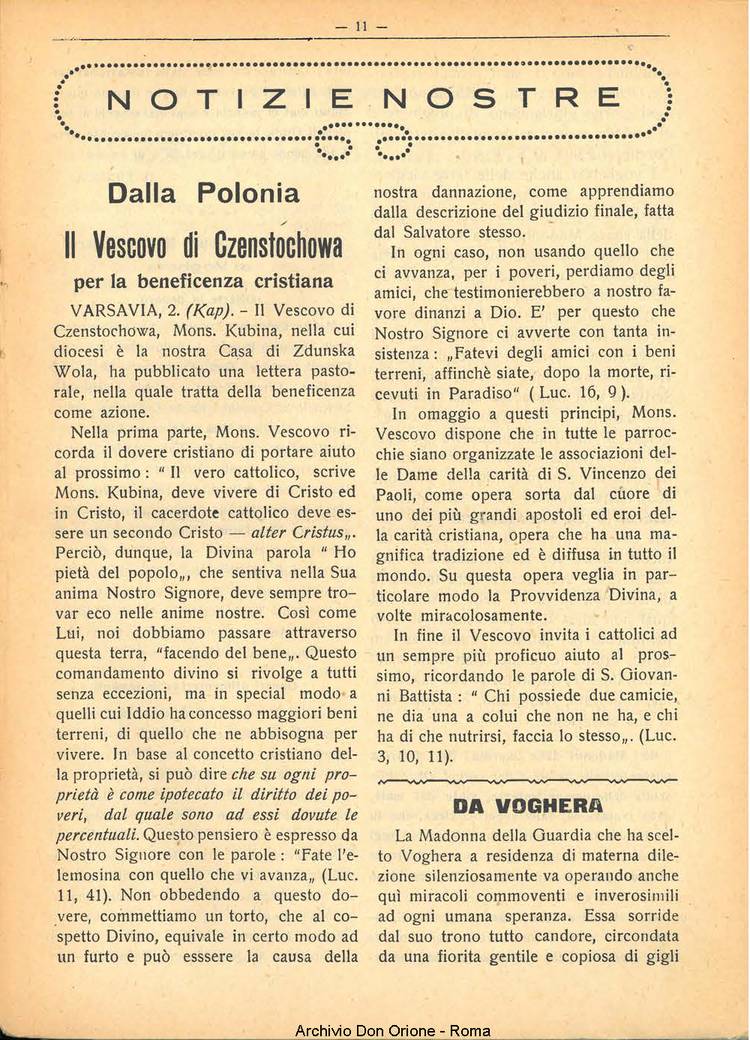 — 11 —
NOTIZIE NOSTRE
Dalla Polonia
Il Vescovo di Czenstochowa
per la beneficenza cristiana
VARSAVIA, 2. (Kap). - Il Vescovo di
Czenstochowa, Mons. Kubina, nella cui
diocesi è la nostra Casa di Zdunska
Wola, ha pubblicato una lettera pasto-
rale, nella quale tratta della beneficenza
come azione.
Nella prima parte, Mons. Vescovo ri-
corda il dovere cristiano di portare aiuto
al prossimo : “ Il vero cattolico, scrive
Mons. Kubina, deve vivere di Cristo ed
in Cristo, il cacerdote cattolico deve es-
sere un secondo Cristo — alter Cristus„.
Perciò, dunque, la Divina parola “ Ho
pietà del popolo„, che sentiva nella Sua
anima Nostro Signore, deve sempre tro-
var eco nelle anime nostre. Così come
Lui, noi dobbiamo passare attraverso
questa terra, “facendo del bene„. Questo
comandamento divino si rivolge a tutti
senza eccezioni, ma in special modo a
quelli cui Iddio ha concesso maggiori beni
terreni, di quello che ne abbisogna per
vivere. In base al concetto cristiano del-
la proprietà, si può dire che su ogni pro-
prietà è come ipotecato il diritto dei po-
veri, dal quale sono ad essi dovute le
percentuali. Questo pensiero è espresso da
Nostro Signore con le parole : “Fate l'e-
lemosina con quello che vi avanza„ (Luc.
11, 41). Non obbedendo a questo do-
vere, commettiamo un torto, che al co-
spetto Divino, equivale in certo modo ad
un furto e può esssere la causa della
nostra dannazione, come apprendiamo
dalla descrizione del giudizio finale, fatta
dal Salvatore stesso.
In ogni caso, non usando quello che
ci avvanza, per i poveri, perdiamo degli
amici, che testimonierebbero a nostro fa-
vore dinanzi a Dio. E' per questo che
Nostro Signore ci avverte con tanta in-
sistenza : „Fatevi degli amici con i beni
terreni, affinchè siate, dopo la morte, ri-
cevuti in Paradiso“ ( Luc. 16, 9 ).
In omaggio a questi principi, Mons.
Vescovo dispone che in tutte le parroc-
chie siano organizzate le associazioni del-
le Dame della carità di S. Vincenzo dei
Paoli, come opera sorta dal cuore di
uno dei più grandi apostoli ed eroi del-
la carità cristiana, opera che ha una ma-
gnifica tradizione ed è diffusa in tutto il
mondo. Su questa opera veglia in par-
ticolare modo la Provvidenza Divina, a
volte miracolosamente.
In fine il Vescovo invita i cattolici ad
un sempre più proficuo aiuto al pros-
simo, ricordando le parole di S. Giovan-
ni Battista : “ Chi possiede due camicie,
ne dia una a colui che non ne ha, e chi
ha di che nutrirsi, faccia lo stesso„. (Luc.
3, 10, 11).
DA VOGHERA
La Madonna della Guardia che ha scel-
to Voghera a residenza di materna dile-
zione silenziosamente va operando anche
quì miracoli commoventi e inverosimili
ad ogni umana speranza. Essa sorride
dal suo trono tutto candore, circondata
da una fiorita gentile e copiosa di gigli
Archivio Don Orione - Roma